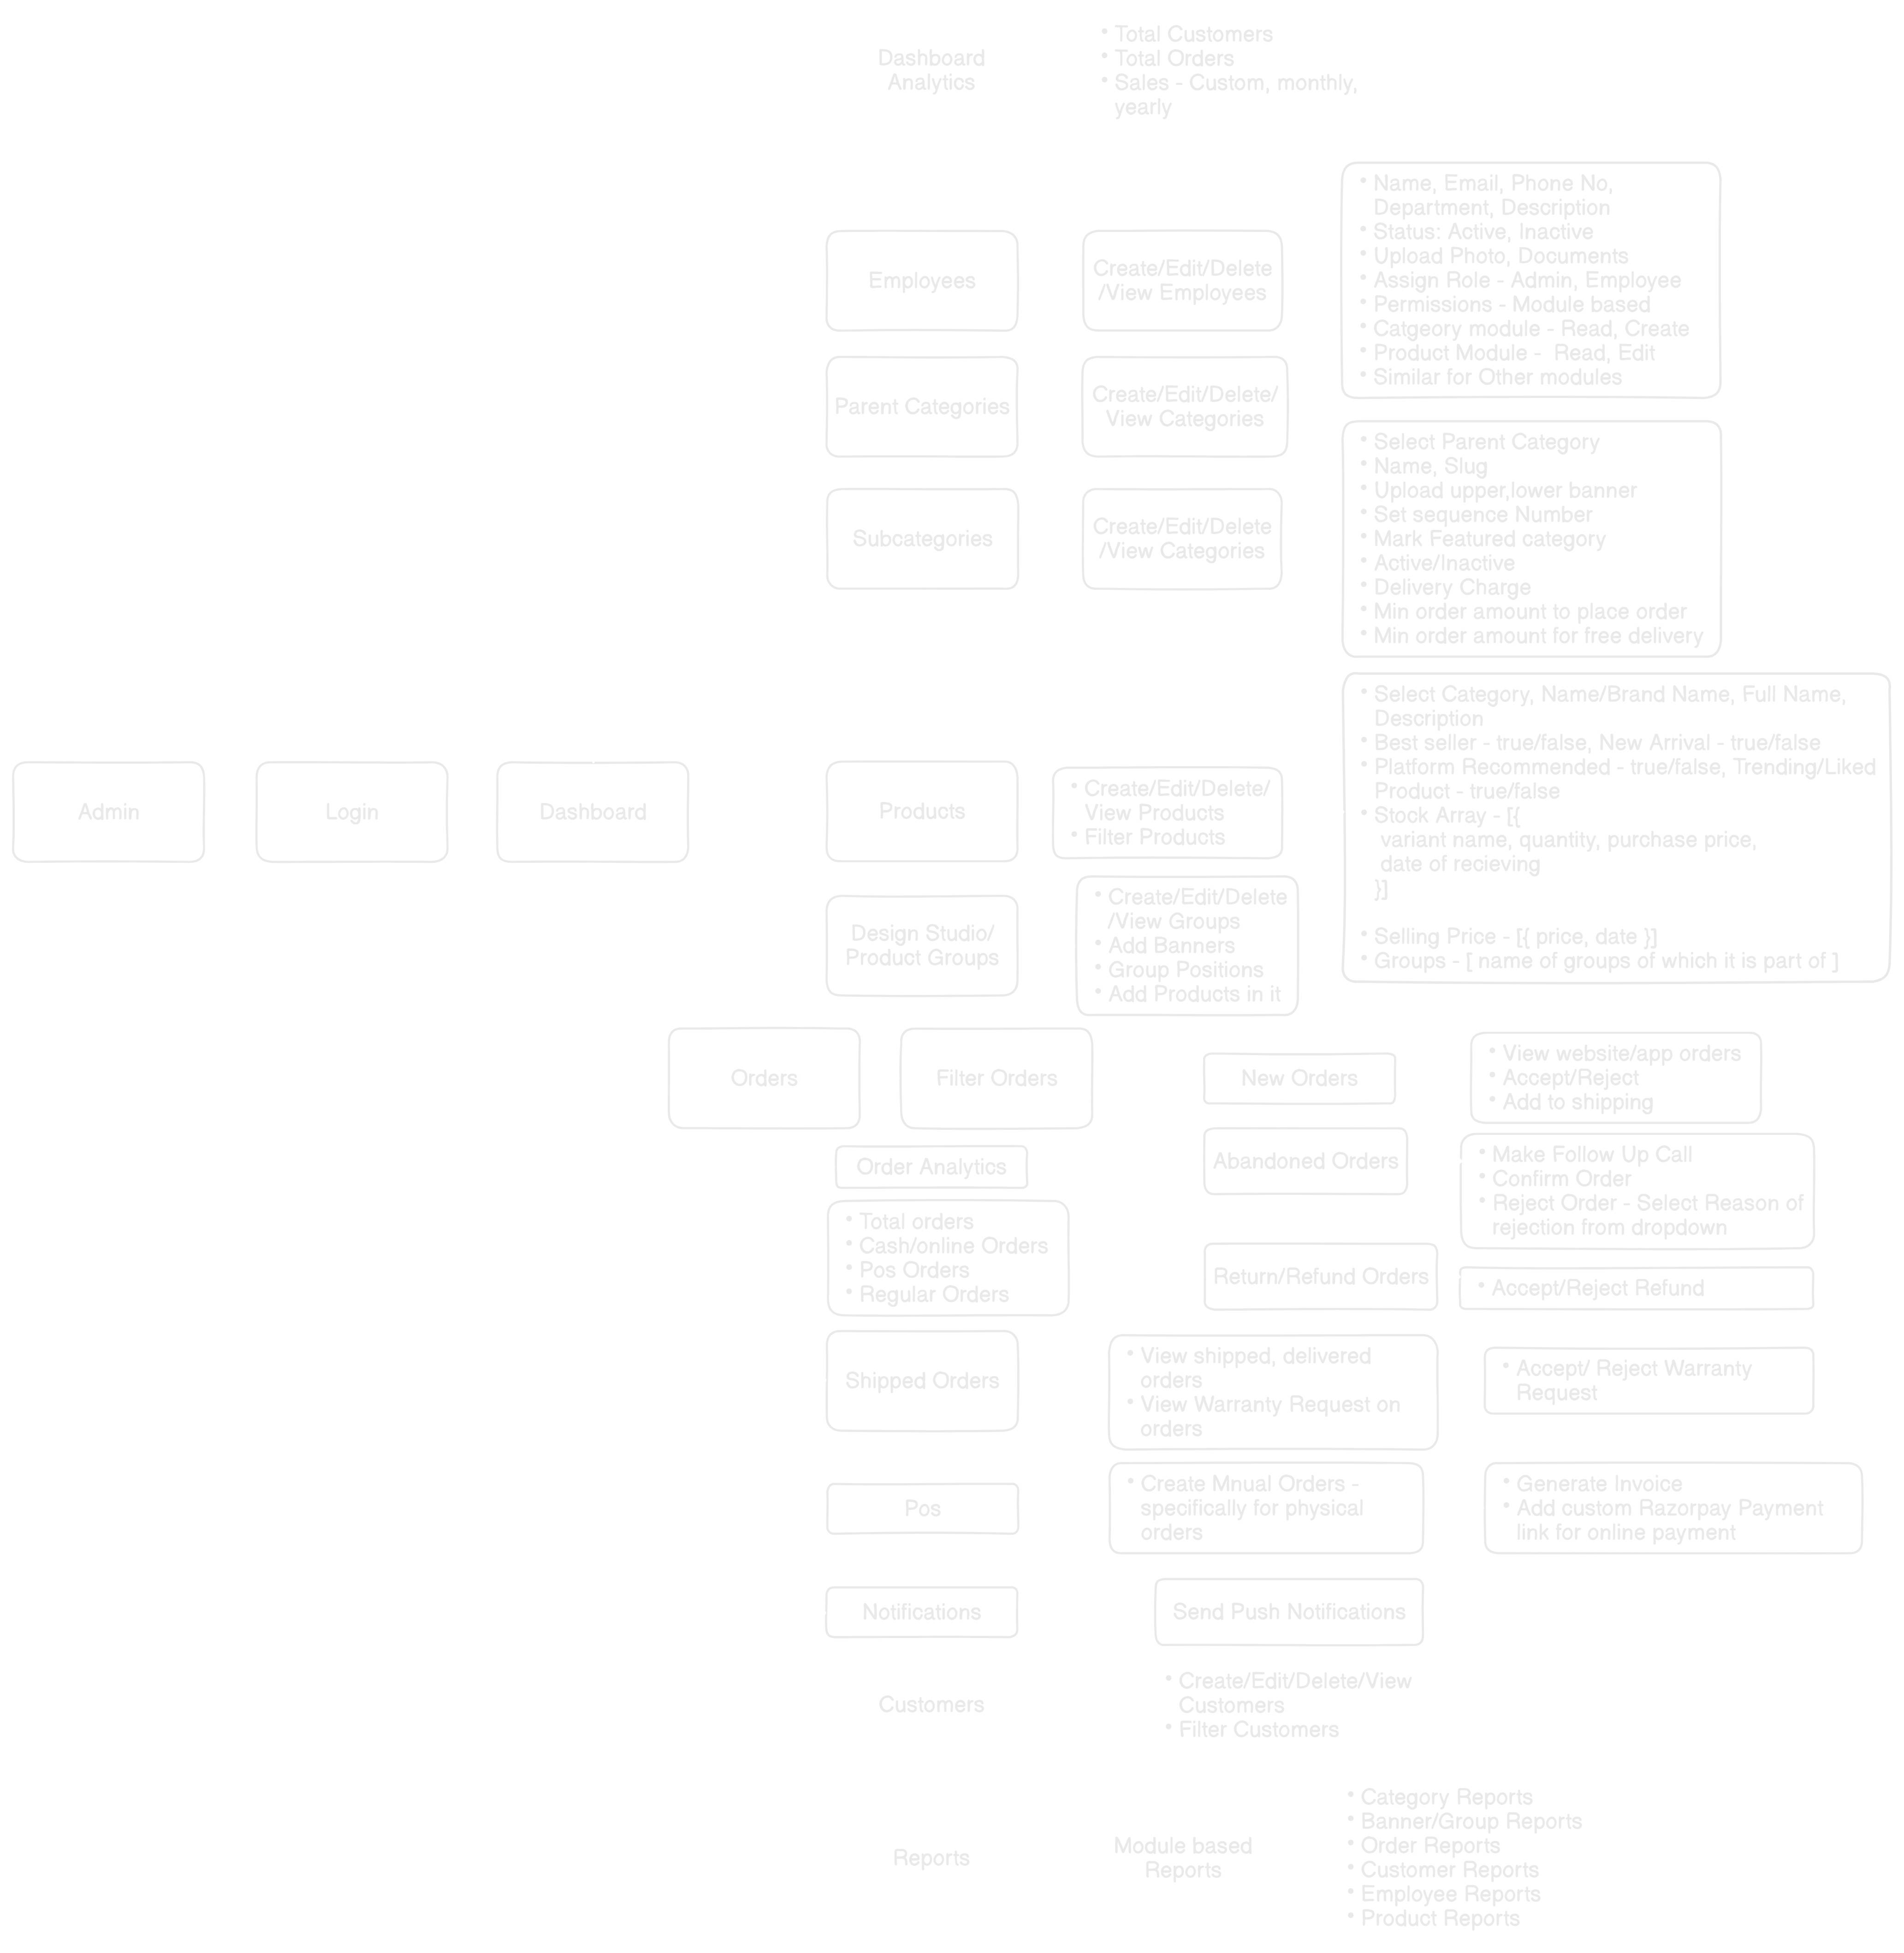 Dashboard
Analytics
• Total Customers
• Total Orders
• Sales - Custom, monthly,
yearly
Employees
Create/Edit/Delete
/View Employees
• Name, Email, Phone No,
Department, Description
• Status: Active, Inactive
• Upload Photo, Documents
• Assign Role - Admin, Employee
• Permissions - Module based
• Catgeory module - Read, Create
• Product Module -  Read, Edit
• Similar for Other modules
Parent Categories
Create/Edit/Delete/
View Categories
Subcategories
Create/Edit/Delete
/View Categories
• Select Parent Category
• Name, Slug
• Upload upper,lower banner
• Set sequence Number
• Mark Featured category
• Active/Inactive
• Delivery Charge
• Min order amount to place order
• Min order amount for free delivery
Admin
Login
Dashboard
Products
• Create/Edit/Delete/
View Products
• Filter Products
• Select Category, Name/Brand Name, Full Name,
Description
• Best seller - true/false, New Arrival - true/false
• Platform Recommended - true/false, Trending/Liked
Product - true/false
• Stock Array - [{
variant name, quantity, purchase price,
date of recieving
}]
• Selling Price - [{ price, date }]
• Groups - [ name of groups of which it is part of ]
Design Studio/
Product Groups
• Create/Edit/Delete
/View Groups
• Add Banners
• Group Positions
• Add Products in it
Orders
Filter Orders
New Orders
• View website/app orders
• Accept/Reject
• Add to shipping
Order Analytics
Abandoned Orders
• Make Follow Up Call
• Confirm Order
• Reject Order - Select Reason of
rejection from dropdown
• Total orders
• Cash/online Orders
• Pos Orders
• Regular Orders
Return/Refund Orders
• Accept/Reject Refund
Shipped Orders
• View shipped, delivered
orders
• View Warranty Request on
orders
• Accept/ Reject Warranty
Request
Pos
• Create Mnual Orders -
specifically for physical
orders
• Generate Invoice
• Add custom Razorpay Payment
link for online payment
Notifications
Send Push Notifications
Customers
• Create/Edit/Delete/View
Customers
• Filter Customers
Reports
Module based
Reports
• Category Reports
• Banner/Group Reports
• Order Reports
• Customer Reports
• Employee Reports
• Product Reports